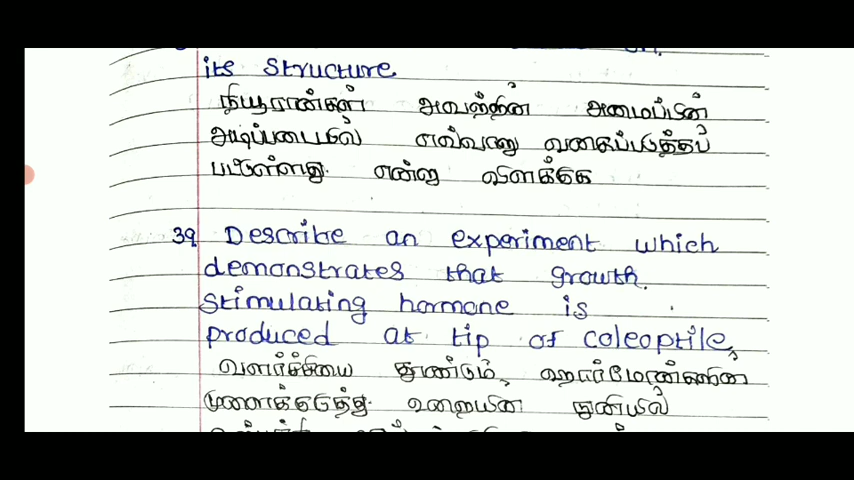 its structure
நியூரான்கள் அவற்றின் அமைப்பின்
அடிப்படையில் எவ்வாறு வகைப்படுத்தப்
பட்டுள்ளது. என்று விளக்குக
39. Describe an experiment which
demonstrates that growth.
stimulating hormone is
produced at tip of coleoptile,
வளர்ச்சியை தூண்டும், ஹார்மோன்களின்
முளைக்குருத்து உறையின் நுனியில்